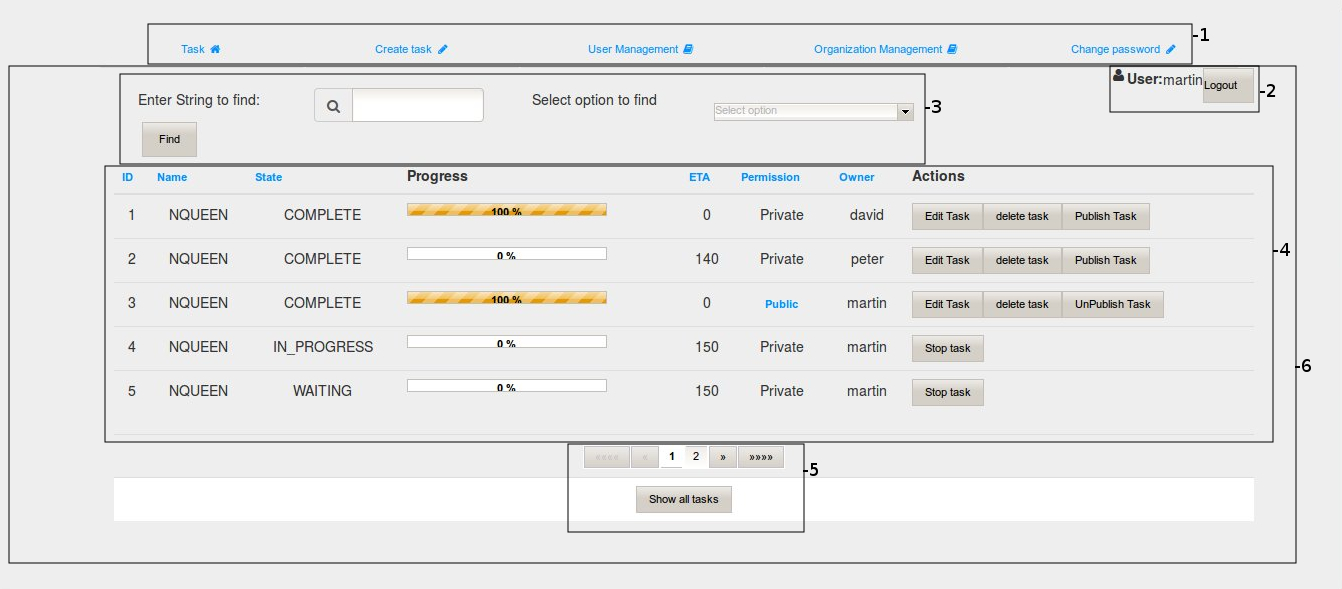 Task Create task User Management Organization Management Change password -1
User:martin Logout -2
Enter String to find: Select option to find Select option -3
Find
ID Name State Progress ETA Permission Owner Actions
1 NQUEEN COMPLETE 100 % 0 Private david Edit Task delete task Publish Task
2 NQUEEN COMPLETE 0 % 140 Private peter Edit Task delete task Publish Task
-4
3 NQUEEN COMPLETE 100 % 0 Public martin Edit Task delete task UnPublish Task
4 NQUEEN IN_PROGRESS 0 % 150 Private martin Stop task
-6
5 NQUEEN WAITING 0 % 150 Private martin Stop task
«««« « 1 2 » »»»»
-5
Show all tasks